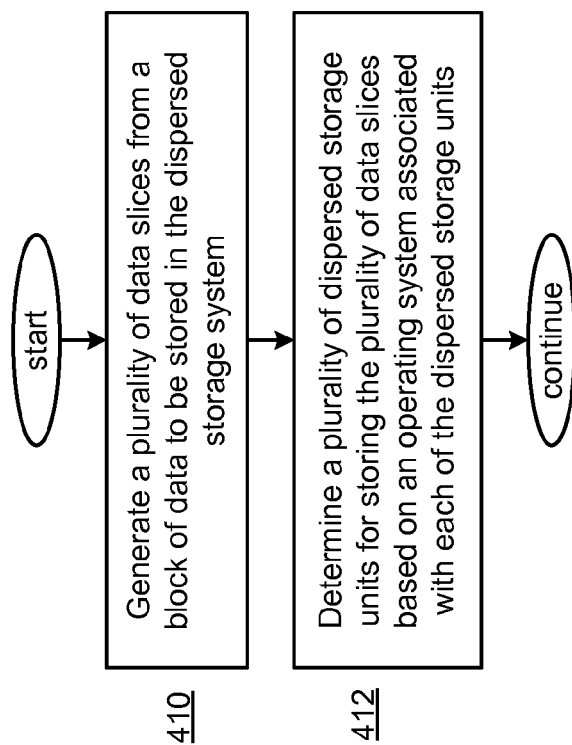 start
410
Generate a plurality of data slices from a
block of data to be stored in the dispersed
storage system
412
Determine a plurality of dispersed storage
units for storing the plurality of data slices
based on an operating system associated
with each of the dispersed storage units
continue